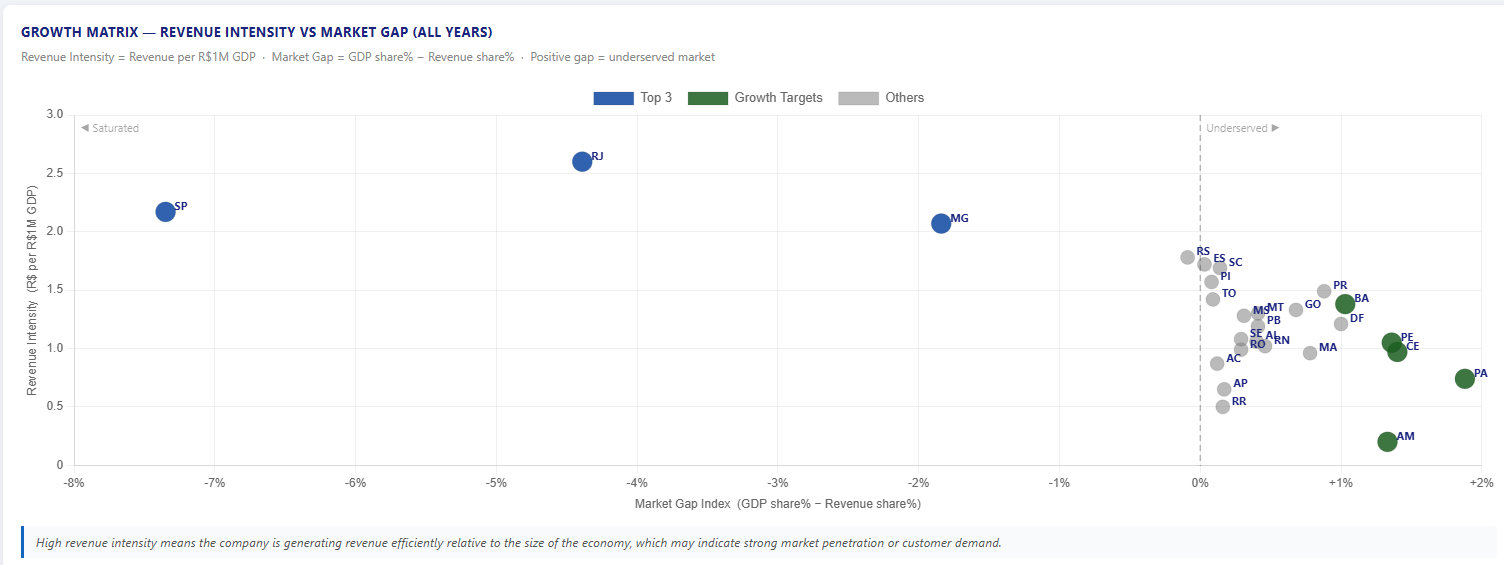 GROWTH MATRIX — REVENUE INTENSITY VS MARKET GAP (ALL YEARS)
Revenue Intensity = Revenue per R$1M GDP · Market Gap = GDP share% − Revenue share% · Positive gap = underserved market
Top 3 Growth Targets Others
3.0
◄ Saturated Underserved ►
RJ
2.5
SP
MG
2.0
RS
ES SC
PI
1.5
PR
TO
BA
MS MT GO
PB DF
SE AL RN
PE
RO MA CE
1.0
AC
PA
AP
RR
0.5
AM
0
Revenue Intensity (R$ per R$1M GDP)
-8% -7% -6% -5% -4% -3% -2% -1% 0% +1% +2%
Market Gap Index (GDP share% − Revenue share%)
High revenue intensity means the company is generating revenue efficiently relative to the size of the economy, which may indicate strong market penetration or customer demand.